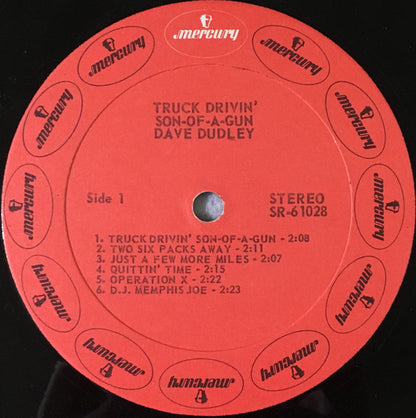 mercury
mercury
mercury
mercury
mercury
mercury
mercury
mercury
mercury
mercury
mercury
mercury
mercury
TRUCK DRIVIN'
SON-OF-A-GUN
DAVE DUDLEY
Side 1
STEREO
SR-61028
1. TRUCK DRIVIN' SON-OF-A-GUN - 2:08
2. TWO SIX PACKS AWAY - 2:11
3. JUST A FEW MORE MILES - 2:07
4. QUITTIN' TIME - 2:15
5. OPERATION X - 2:22
6. D.J. MEMPHIS JOE - 2:23